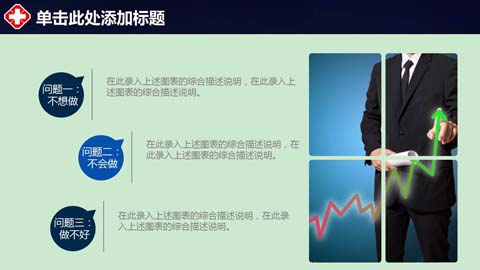 单击此处添加标题
问题一：
不想做
在此录入上述图表的综合描述说明，在此录入上
述图表的综合描述说明。
问题二：
不会做
在此录入上述图表的综合描述说明，在
此录入上述图表的综合描述说明。
问题三：
做不好
在此录入上述图表的综合描述说明，在此录
入上述图表的综合描述说明。